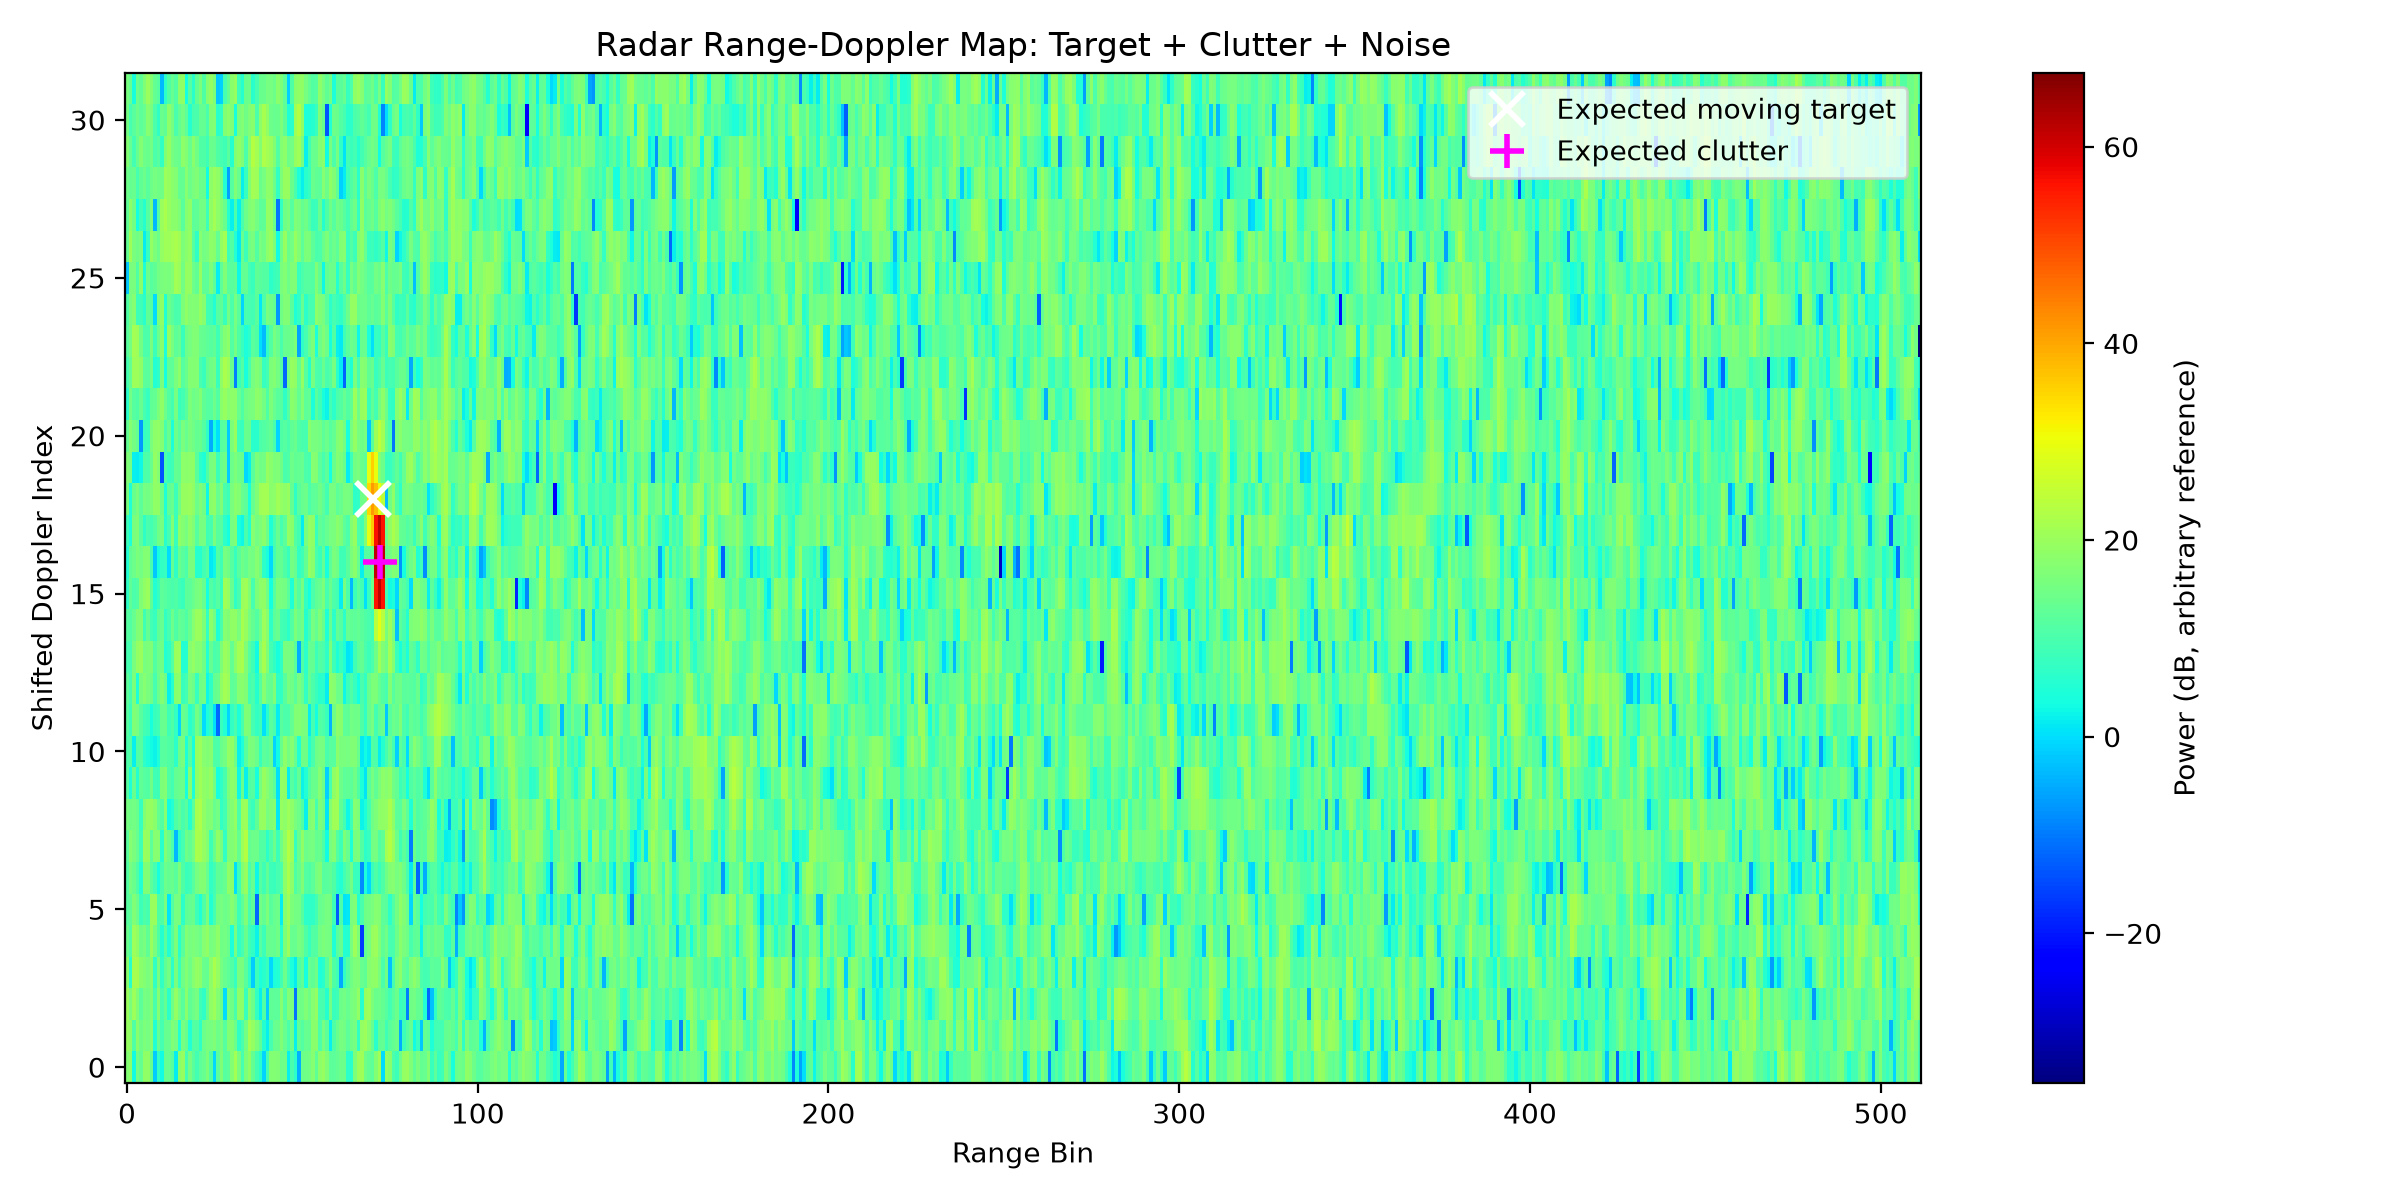 Radar Range-Doppler Map: Target + Clutter + Noise
Expected moving target
Expected clutter
Shifted Doppler Index
30
25
20
15
10
5
0
0 100 200 300 400 500
Range Bin
60
40
20
0
−20
Power (dB, arbitrary reference)